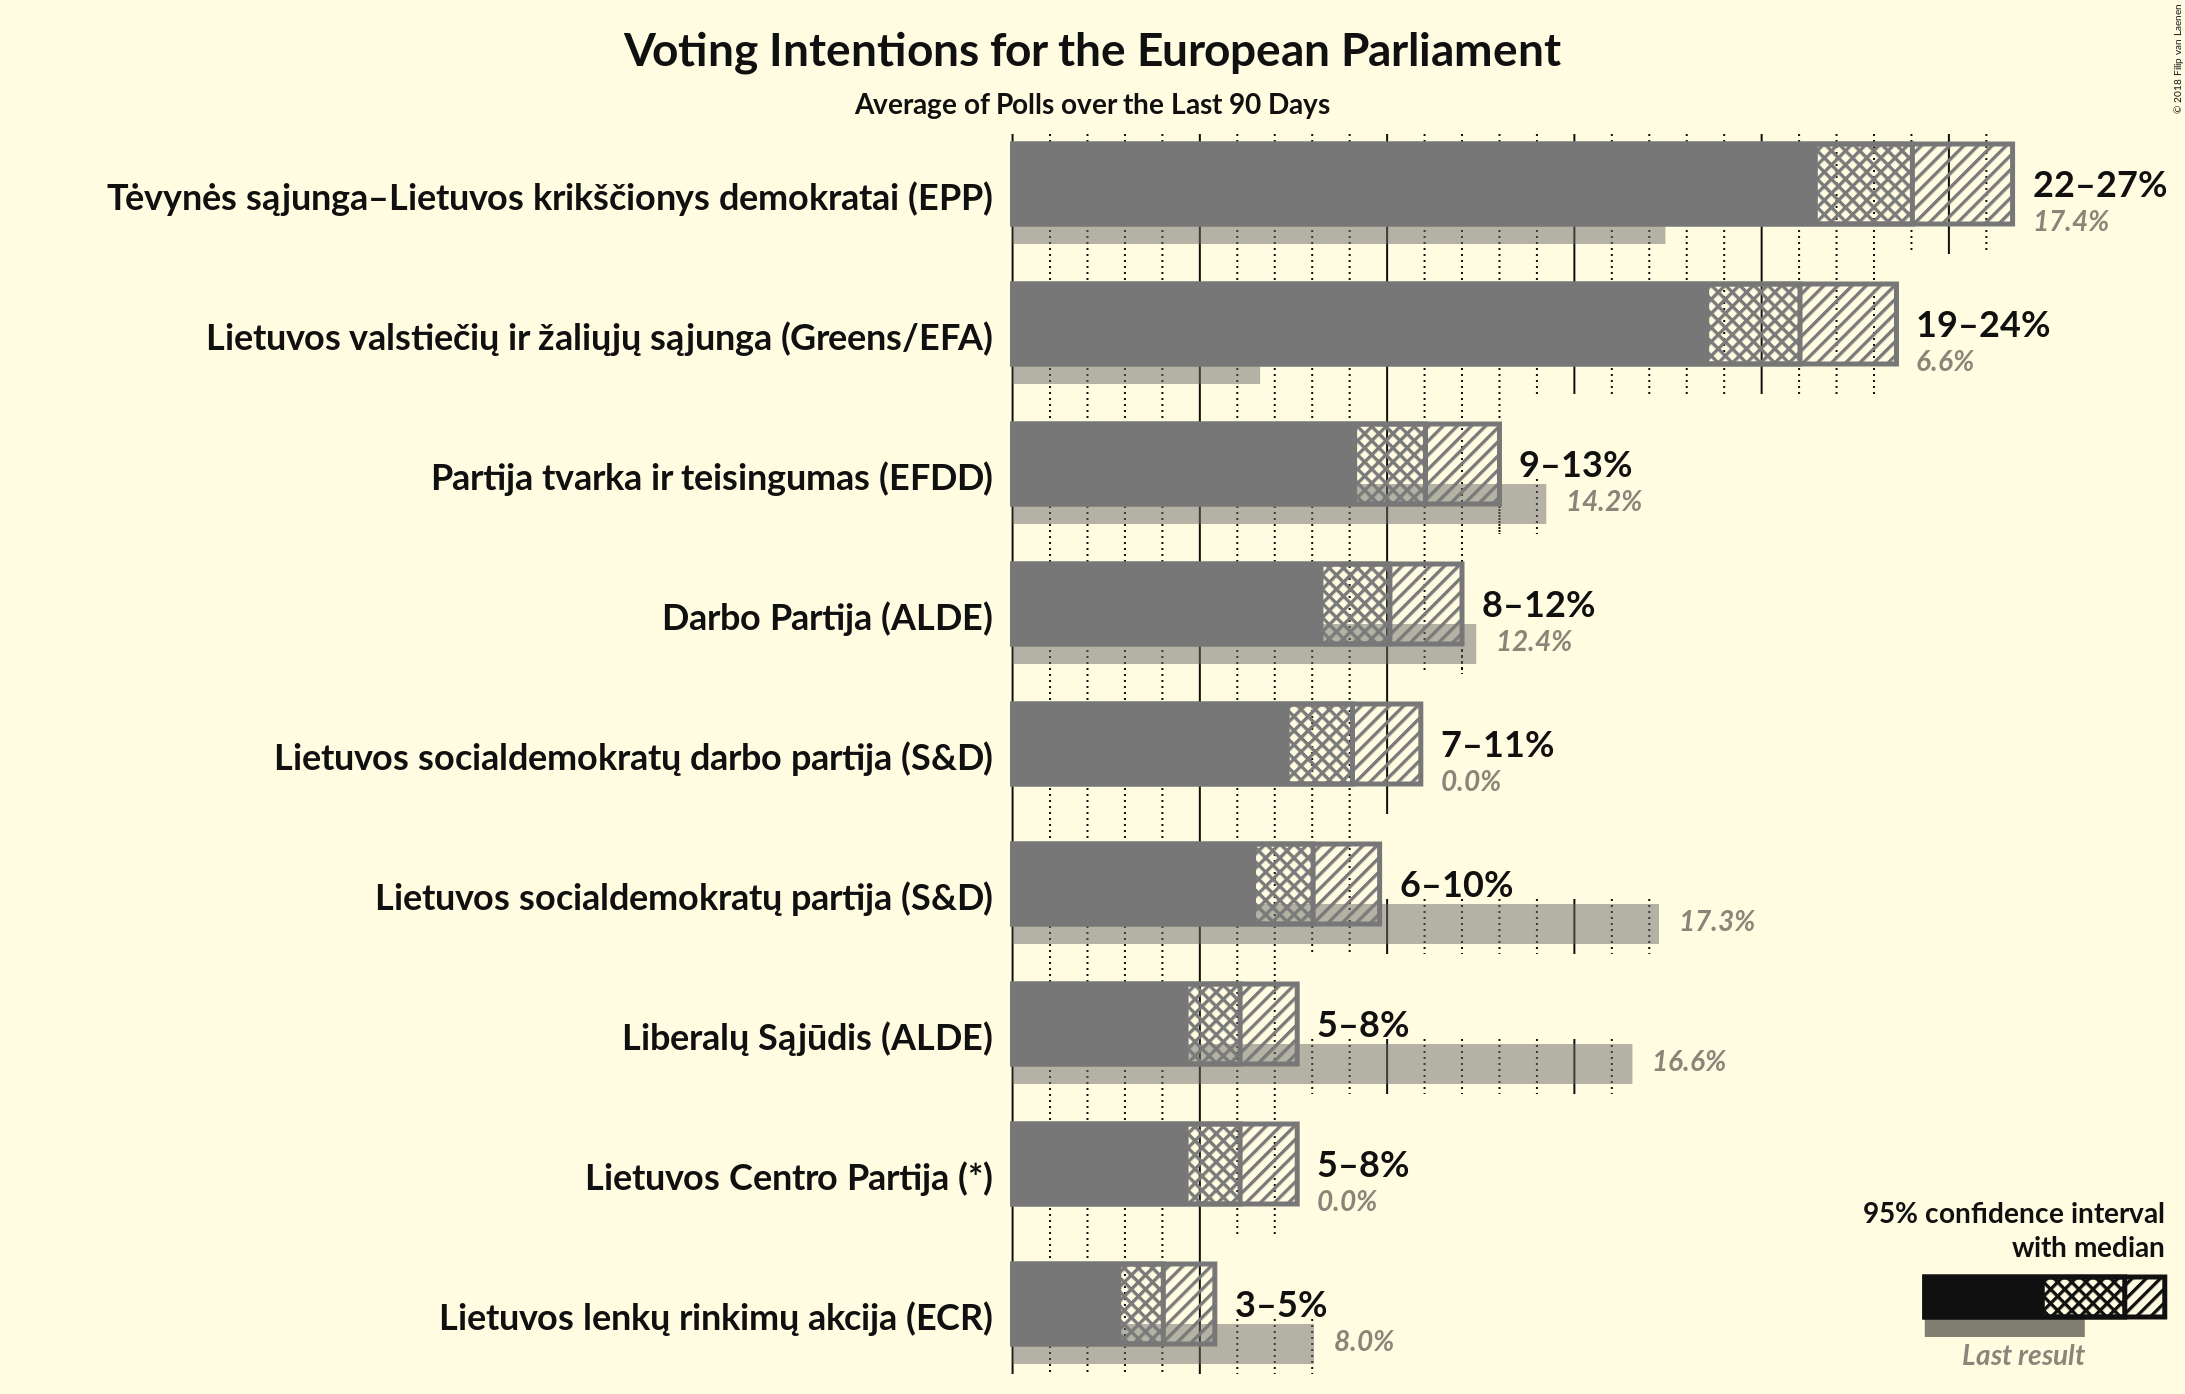 Voting Intentions for the European Parliament
Average of Polls over the Last 90 Days
© 2018 Filip van Laenen
Tėvynės sąjunga–Lietuvos krikščionys demokratai (EPP)
22–27%
17.4%
Lietuvos valstiečių ir žaliųjų sąjunga (Greens/EFA)
19–24%
6.6%
Partija tvarka ir teisingumas (EFDD)
9–13%
14.2%
Darbo Partija (ALDE)
8–12%
12.4%
Lietuvos socialdemokratų darbo partija (S&D)
7–11%
0.0%
Lietuvos socialdemokratų partija (S&D)
6–10%
17.3%
Liberalų Sąjūdis (ALDE)
5–8%
16.6%
Lietuvos Centro Partija (*)
5–8%
0.0%
Lietuvos lenkų rinkimų akcija (ECR)
3–5%
8.0%
95% confidence interval
with median
Last result